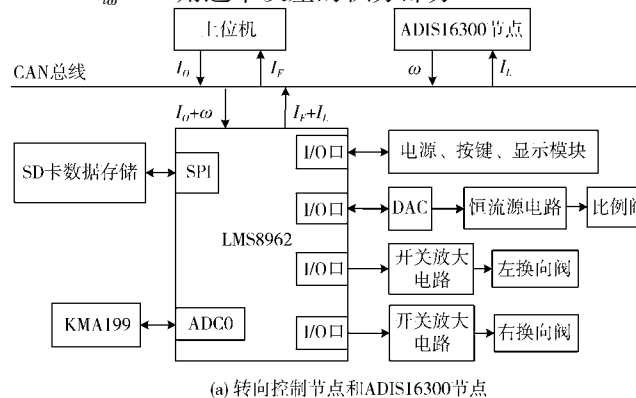 上位机
ADIS16300节点
CAN总线
I_O
I_F
ω
I_L
I_O+ω
I_F+I_L
SD卡数据存储
SPI
LMS8962
KMA199
ADC0
I/O口
电源、按键、显示模块
I/O口
DAC
恒流源电路
比例阀
I/O口
开关放大
电路
左换向阀
I/O口
开关放大
电路
右换向阀
(a) 转向控制节点和ADIS16300节点